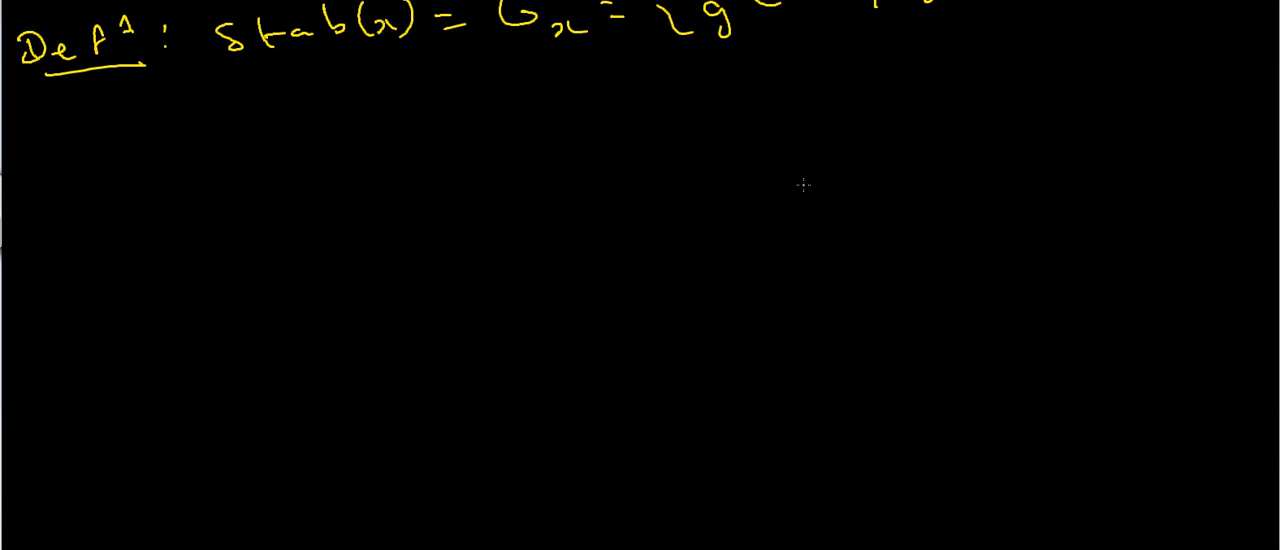 Defⁿ : Stab(x) = Gₓ = { g